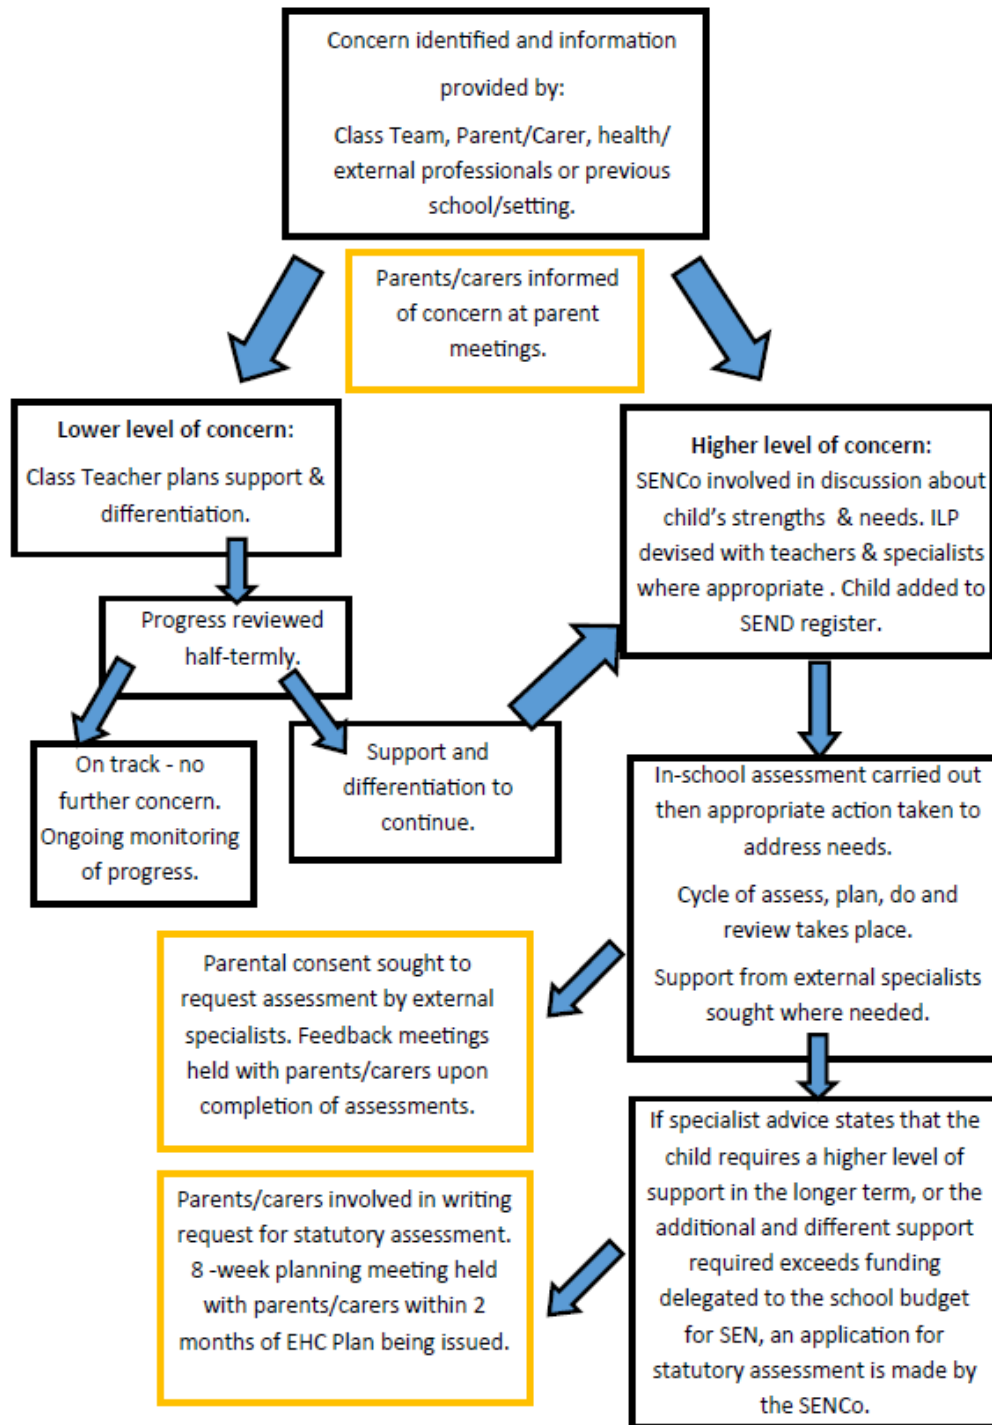 Concern identified and information
provided by:
Class Team, Parent/Carer, health/
external professionals or previous
school/setting.
Parents/carers informed
of concern at parent
meetings.
Lower level of concern:
Class Teacher plans support &
differentiation.
Higher level of concern:
SENCo involved in discussion about
child's strengths & needs. ILP
devised with teachers & specialists
where appropriate . Child added to
SEND register.
Progress reviewed
half-termly.
On track - no
further concern.
Ongoing monitoring
of progress.
Support and
differentiation to
continue.
In-school assessment carried out
then appropriate action taken to
address needs.
Cycle of assess, plan, do and
review takes place.
Support from external specialists
sought where needed.
Parental consent sought to
request assessment by external
specialists. Feedback meetings
held with parents/carers upon
completion of assessments.
If specialist advice states that the
child requires a higher level of
support in the longer term, or the
additional and different support
required exceeds funding
delegated to the school budget
for SEN, an application for
statutory assessment is made by
the SENCo.
Parents/carers involved in writing
request for statutory assessment.
8 -week planning meeting held
with parents/carers within 2
months of EHC Plan being issued.